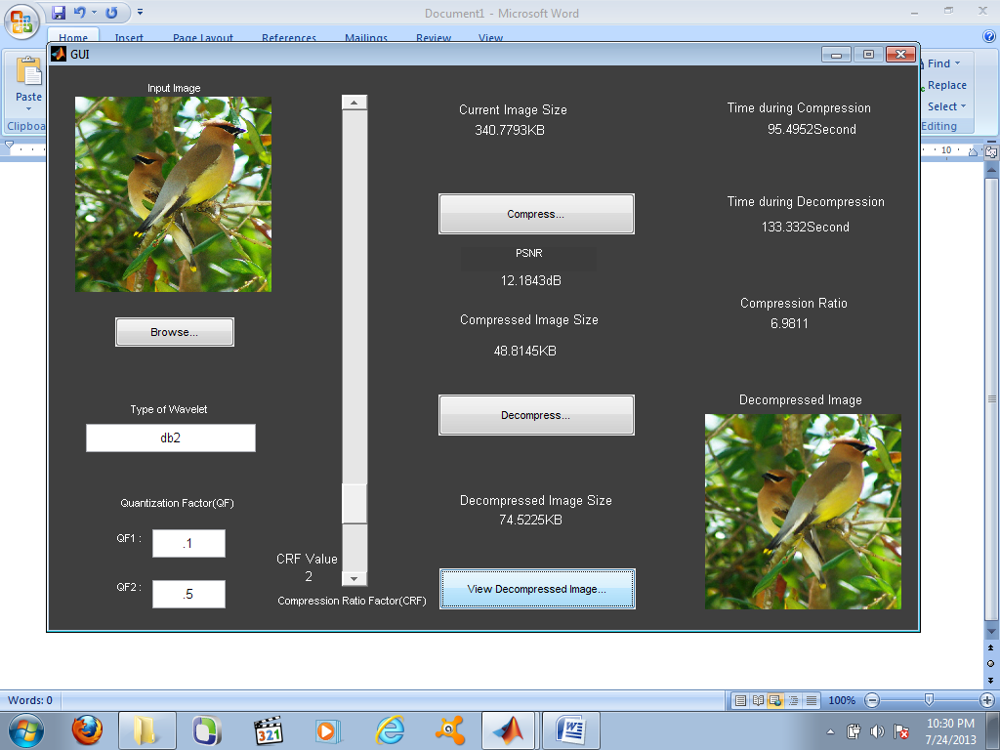 Document1 - Microsoft Word
Home Insert Page Layout References Mailings Review View
GUI
Paste
Clipboa
Find
Replace
Select
Editing
10
Input Image
Browse...
Type of Wavelet
db2
Quantization Factor(QF)
QF1 :
.1
QF2 :
.5
CRF Value
2
Compression Ratio Factor(CRF)
Current Image Size
340.7793KB
Compress...
PSNR
12.1843dB
Compressed Image Size
48.8145KB
Decompress...
Decompressed Image Size
74.5225KB
View Decompressed Image...
Time during Compression
95.4952Second
Time during Decompression
133.332Second
Compression Ratio
6.9811
Decompressed Image
Words: 0
100%
321
W
10:30 PM
7/24/2013